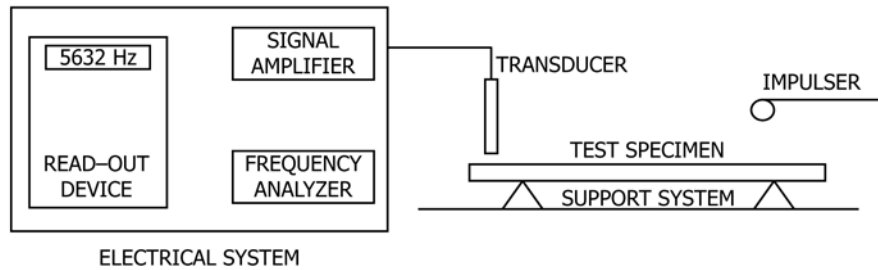 5632 Hz
READ–OUT
DEVICE
SIGNAL
AMPLIFIER
FREQUENCY
ANALYZER
TRANSDUCER
IMPULSER
TEST SPECIMEN
SUPPORT SYSTEM
ELECTRICAL SYSTEM